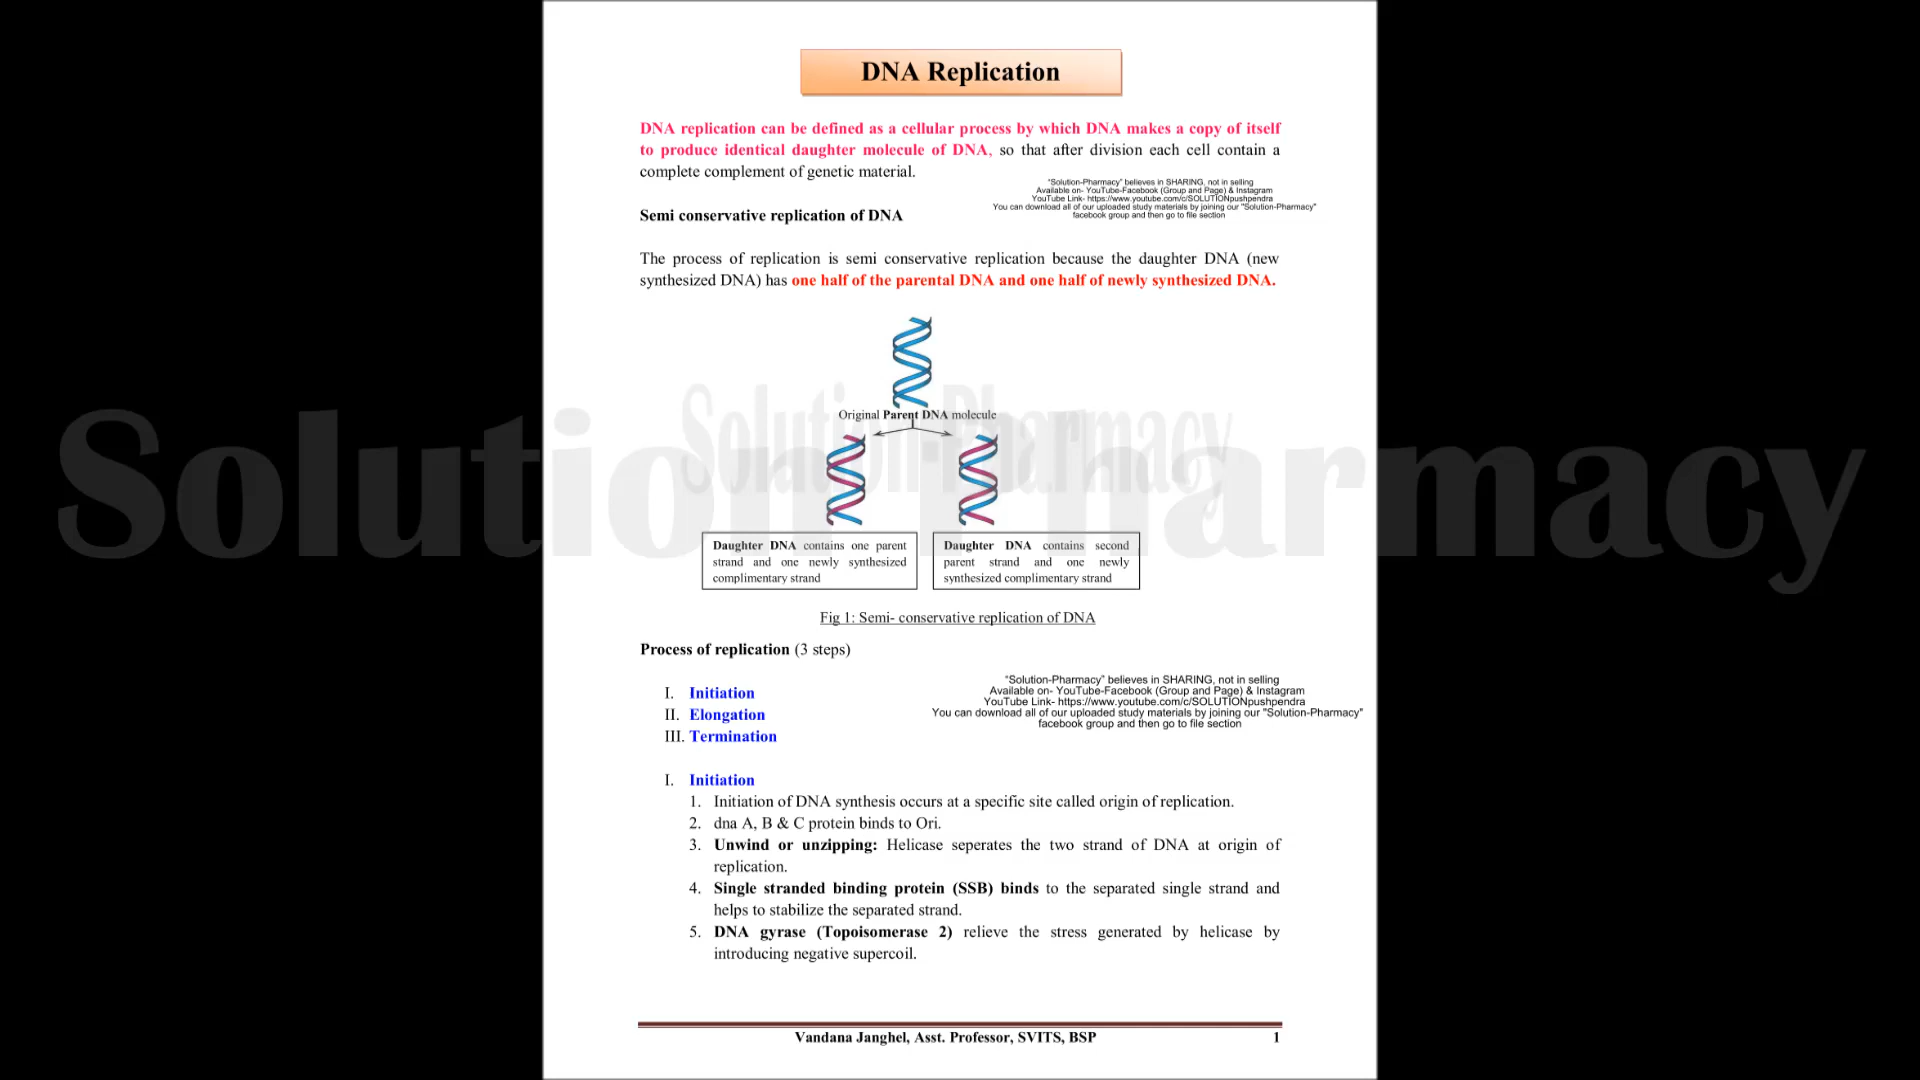 DNA Replication
DNA replication can be defined as a cellular process by which DNA makes a copy of itself
to produce identical daughter molecule of DNA, so that after division each cell contain a
complete complement of genetic material.
"Solution-Pharmacy" believes in SHARING, not in selling
Available on- YouTube-Facebook (Group and Page) & Instagram
YouTube Link- https://www.youtube.com/c/SOLUTIONpushpendra
You can download all of our uploaded study materials by joining our "Solution-Pharmacy"
facebook group and then go to file section
Semi conservative replication of DNA
The process of replication is semi conservative replication because the daughter DNA (new
synthesized DNA) has one half of the parental DNA and one half of newly synthesized DNA.
Original Parent DNA molecule
Solution-Pharmacy
Solution Pharmacy
Daughter DNA contains one parent
strand and one newly synthesized
complimentary strand
Daughter DNA contains second
parent strand and one newly
synthesized complimentary strand
Fig 1: Semi- conservative replication of DNA
Process of replication (3 steps)
I. Initiation
II. Elongation
III. Termination
"Solution-Pharmacy" believes in SHARING, not in selling
Available on- YouTube-Facebook (Group and Page) & Instagram
YouTube Link- https://www.youtube.com/c/SOLUTIONpushpendra
You can download all of our uploaded study materials by joining our "Solution-Pharmacy"
facebook group and then go to file section
I. Initiation
1. Initiation of DNA synthesis occurs at a specific site called origin of replication.
2. dna A, B & C protein binds to Ori.
3. Unwind or unzipping: Helicase seperates the two strand of DNA at origin of
replication.
4. Single stranded binding protein (SSB) binds to the separated single strand and
helps to stabilize the separated strand.
5. DNA gyrase (Topoisomerase 2) relieve the stress generated by helicase by
introducing negative supercoil.
Vandana Janghel, Asst. Professor, SVITS, BSP 1